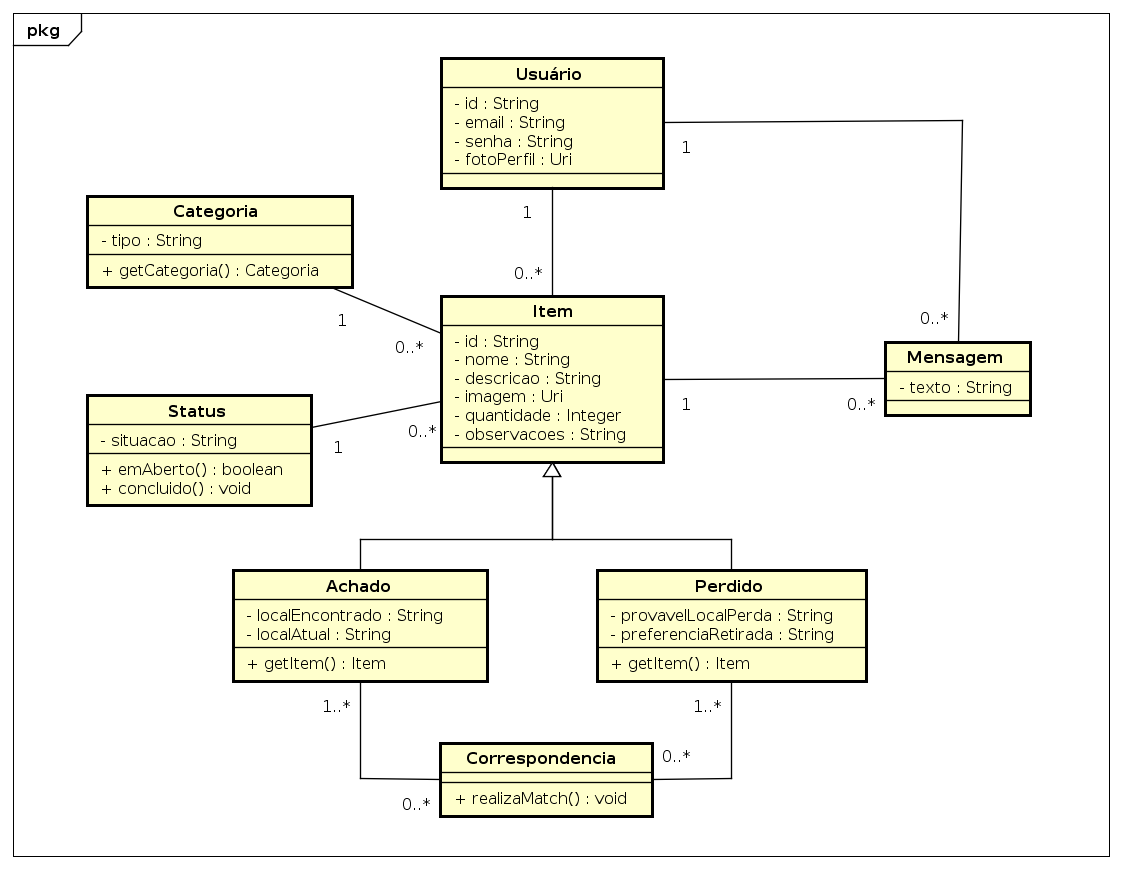 pkg
Usuário
- id : String
- email : String
- senha : String
- fotoPerfil : Uri
1
1
0..*
Categoria
- tipo : String
+ getCategoria() : Categoria
1
0..*
Item
- id : String
- nome : String
- descricao : String
- imagem : Uri
- quantidade : Integer
- observacoes : String
0..*
Mensagem
- texto : String
1
0..*
Status
- situacao : String
+ emAberto() : boolean
+ concluido() : void
1
0..*
Achado
- localEncontrado : String
- localAtual : String
+ getItem() : Item
Perdido
- provavelLocalPerda : String
- preferenciaRetirada : String
+ getItem() : Item
1..*
1..*
Correspondencia
+ realizaMatch() : void
0..*
0..*